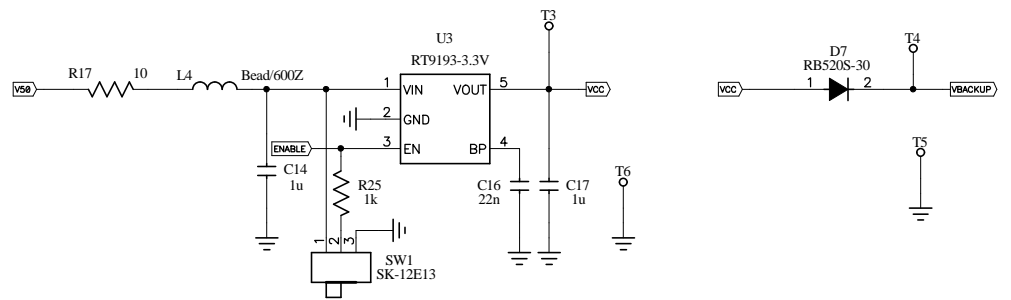 T3
U3
T4
RT9193-3.3V
D7
RB520S-30
R17 10 L4 Bead/600Z
V50 1 VIN VOUT 5 VCC VCC 1 2 VBACKUP
2 GND
ENABLE 3 EN BP 4
T5
C14
1u
R25
1k
C16
22n
C17
1u
T6
1 2 3
SW1
SK-12E13